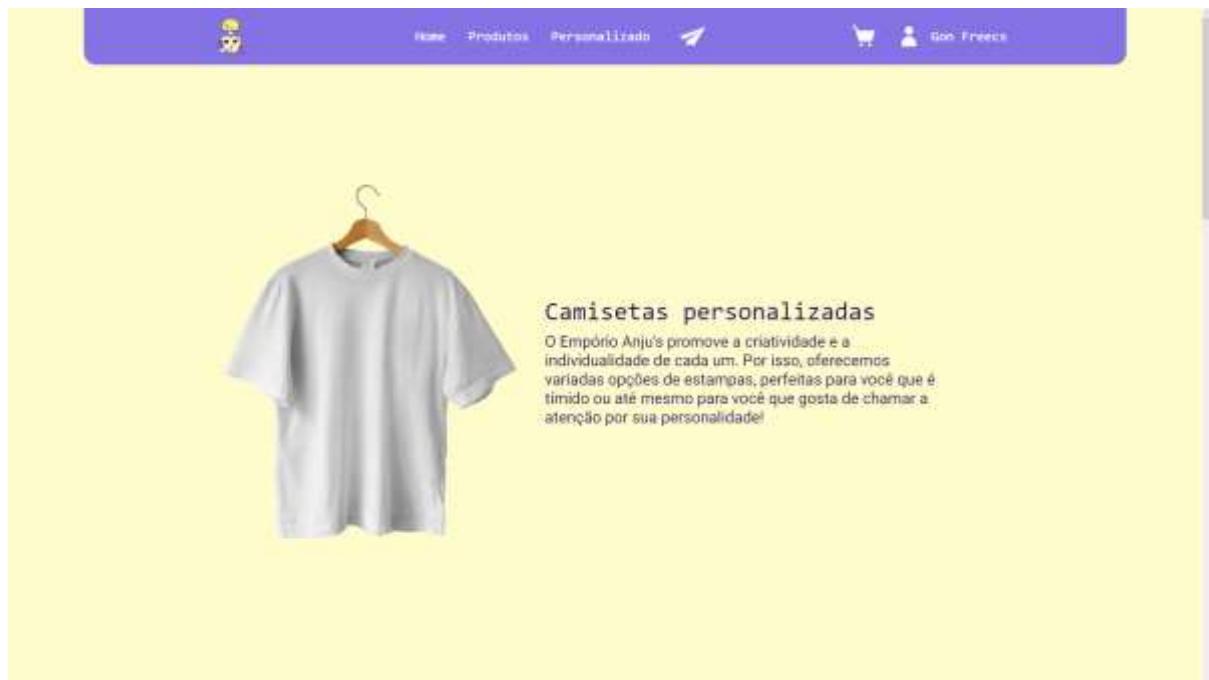 Home Produtos Personalizado Gon Freecs
Camisetas personalizadas
O Empório Anju's promove a criatividade e a
individualidade de cada um. Por isso, oferecemos
variadas opções de estampas, perfeitas para você que é
tímido ou até mesmo para você que gosta de chamar a
atenção por sua personalidade!